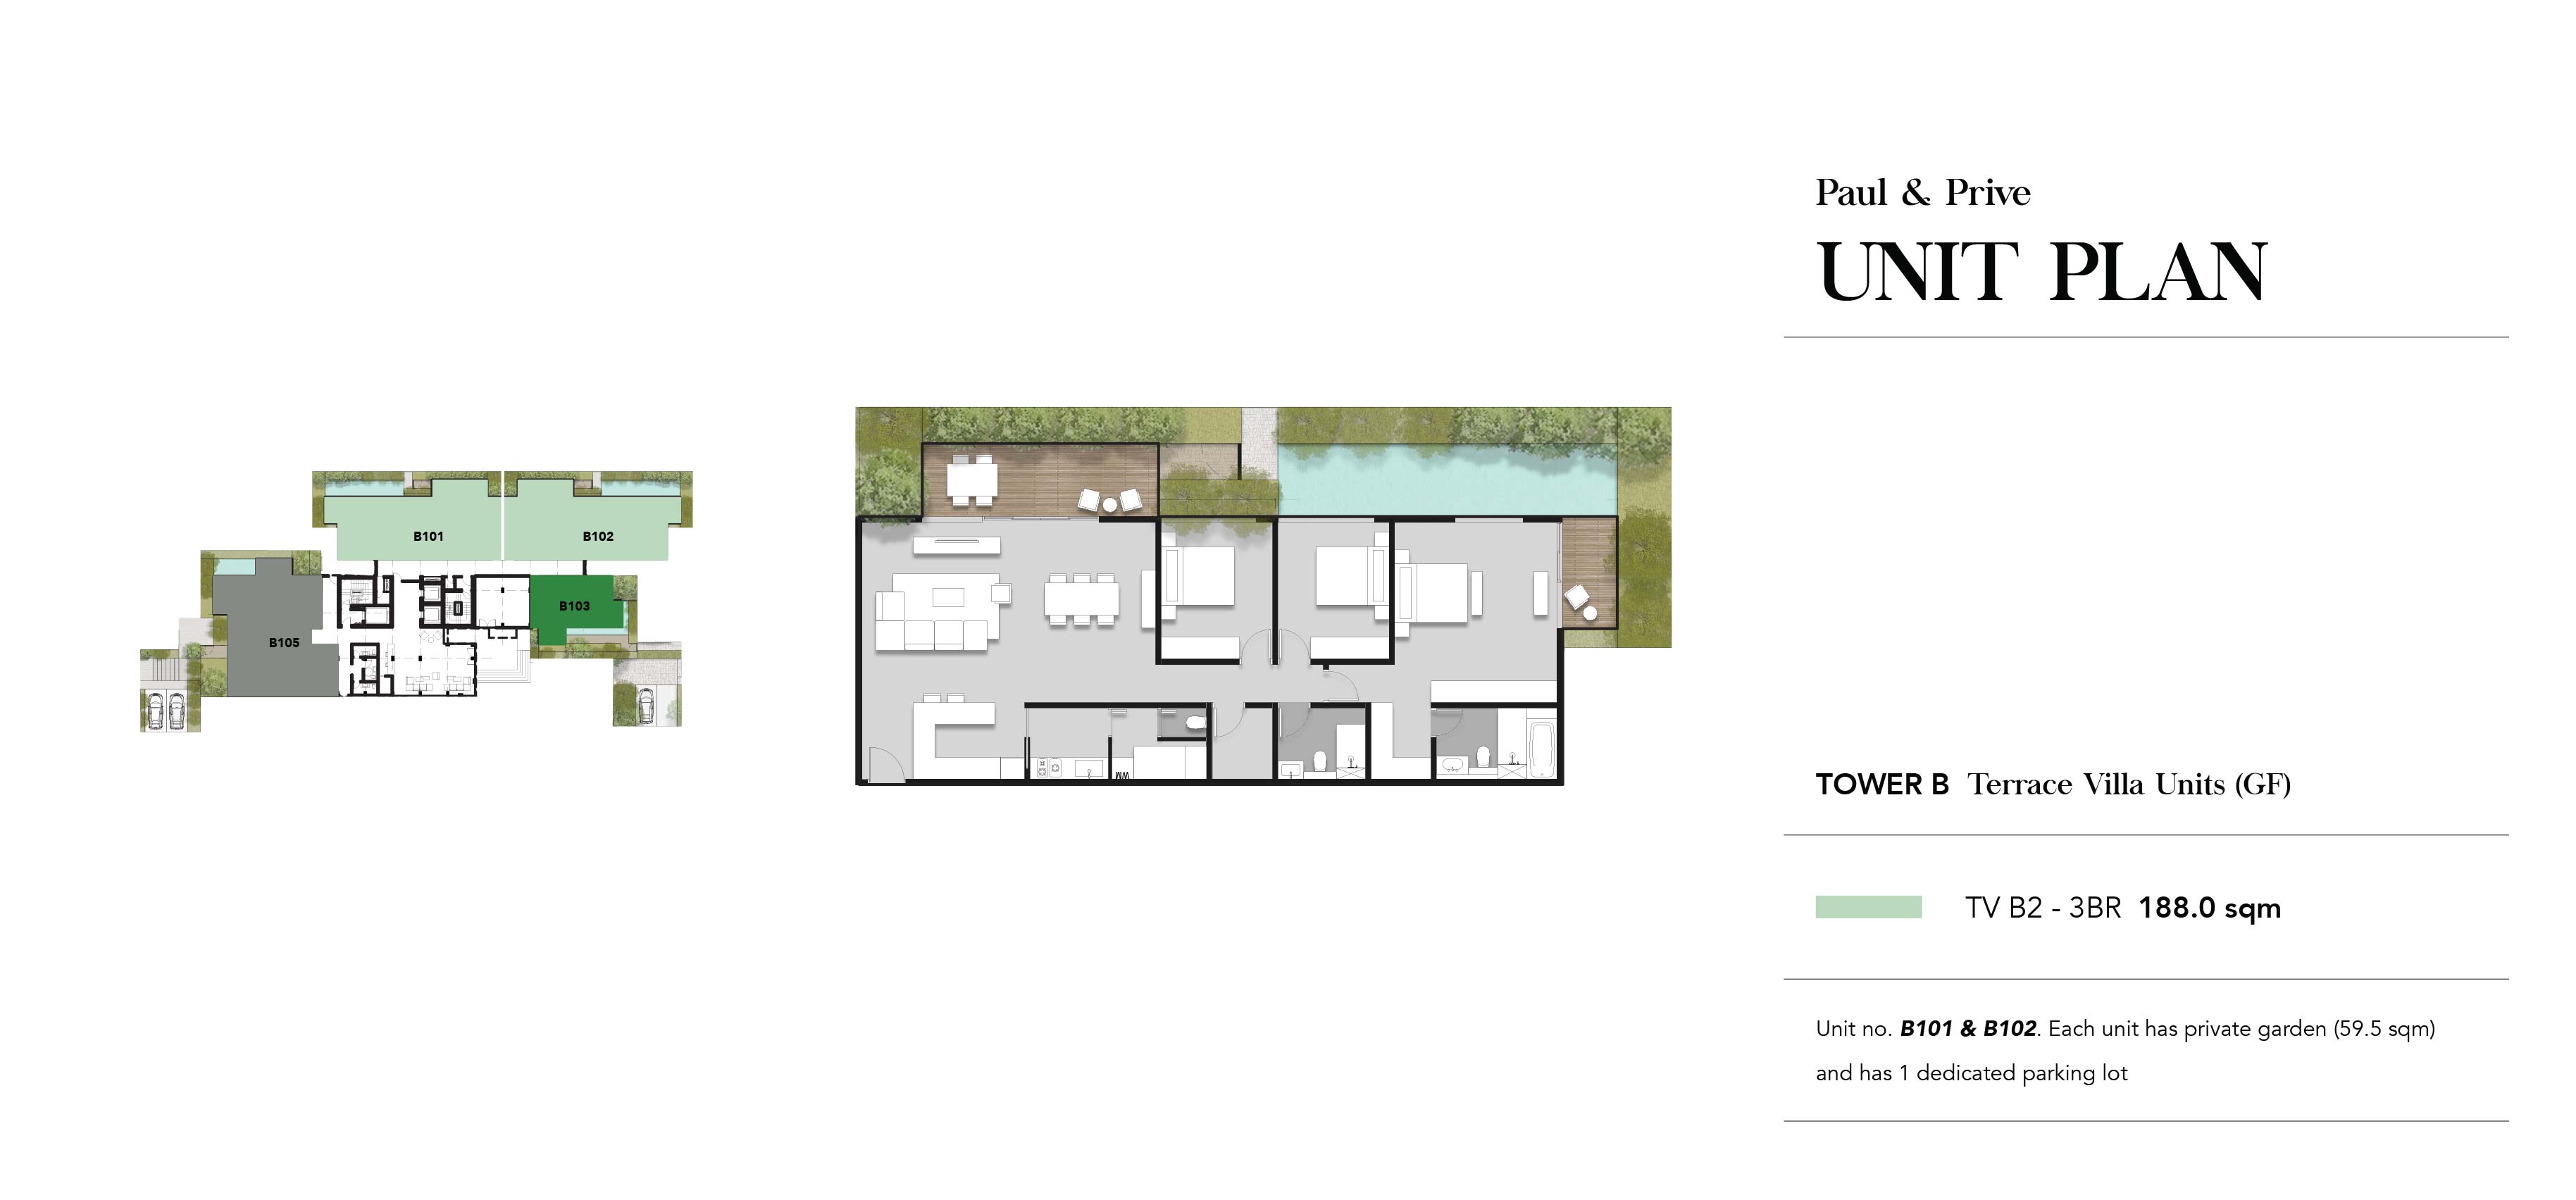 Paul & Prive
UNIT PLAN
B101
B102
B103
B105
WM
TOWER B Terrace Villa Units (GF)
TV B2 - 3BR 188.0 sqm
Unit no. B101 & B102. Each unit has private garden (59.5 sqm)
and has 1 dedicated parking lot